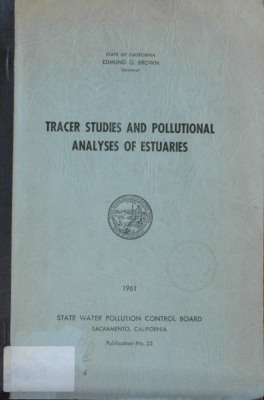 STATE OF CALIFORNIA
EDMUND G. BROWN
Governor
TRACER STUDIES AND POLLUTIONAL
ANALYSES OF ESTUARIES
1961
STATE WATER POLLUTION CONTROL BOARD
SACRAMENTO, CALIFORNIA
Publication No. 23